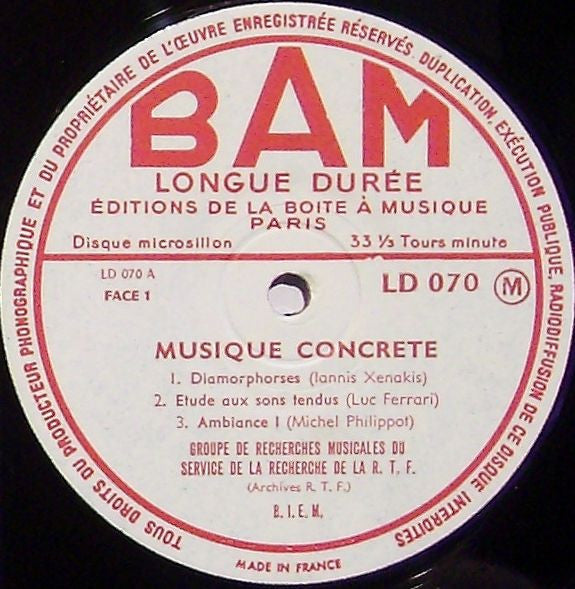 TOUS DROITS DU PRODUCTEUR PHONOGRAPHIQUE ET DU PROPRIÉTAIRE DE L'ŒUVRE ENREGISTRÉE RÉSERVÉS. DUPLICATION, EXÉCUTION PUBLIQUE, RADIODIFFUSION DE CE DISQUE INTERDITES
BAM
LONGUE DURÉE
ÉDITIONS DE LA BOITE À MUSIQUE
PARIS
Disque microsillon 33 ⅓ Tours minute
LD 070 A
FACE 1
LD 070 M
MUSIQUE CONCRETE
1. Diamorphorses (Iannis Xenakis)
2. Etude aux sons tendus (Luc Ferrari)
3. Ambiance I (Michel Philippot)
GROUPE DE RECHERCHES MUSICALES DU
SERVICE DE LA RECHERCHE DE LA R. T. F.
(Archives R. T. F.)
B. I. E. M.
MADE IN FRANCE